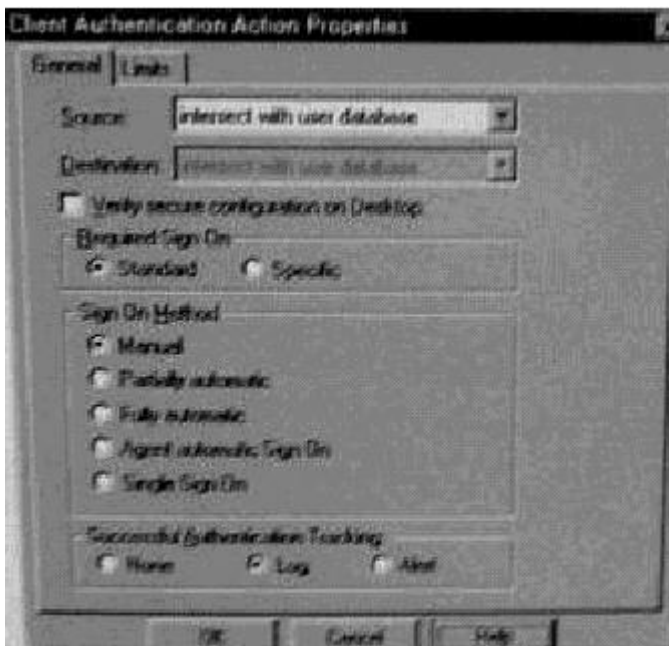 Client Authentication Action Properties
General Limits
Source: intersect with user database
Destination: intersect with user database
Verify secure configuration on Desktop
Required Sign On
Standard Specific
Sign On Method
Manual
Partially automatic
Fully automatic
Agent automatic Sign On
Single Sign On
Successful Authentication Tracking
None Log Alert
OK Cancel Help